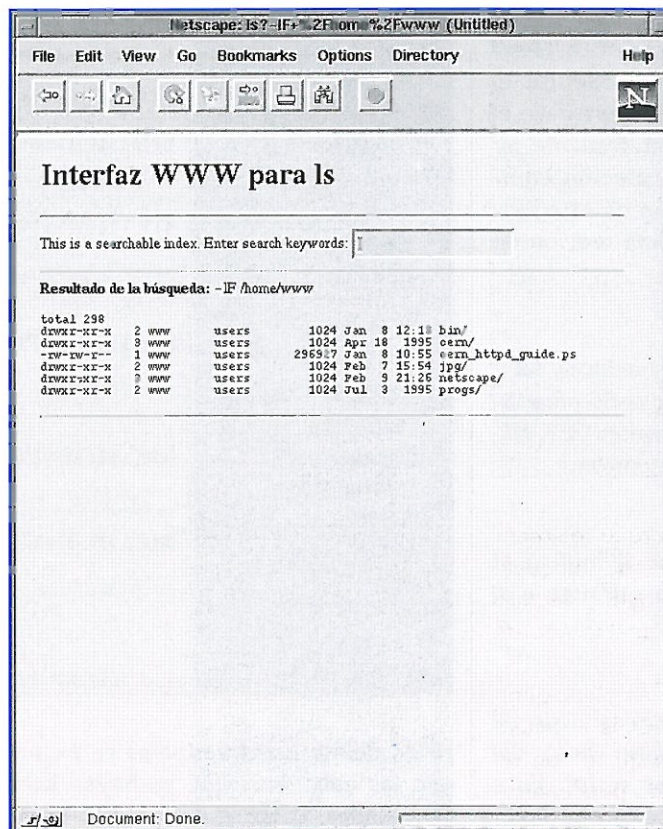 Netscape: ls?-lF+%2Fhome%2Fwww (Untitled)
File Edit View Go Bookmarks Options Directory Help
N
Interfaz WWW para ls
This is a searchable index. Enter search keywords:
Resultado de la búsqueda: -lF /home/www
total 298
drwxr-xr-x 2 www users 1024 Jan 8 12:18 bin/
drwxr-xr-x 3 www users 1024 Apr 18 1995 cern/
-rw-rw-r-- 1 www users 296927 Jan 8 10:55 cern_httpd_guide.ps
drwxr-xr-x 2 www users 1024 Feb 7 15:54 jpg/
drwxr-xr-x users 1024 Feb 9 21:26 netscape/
drwxr-xr-x 2 www users 1024 Jul 3 1995 progs/
Document: Done.